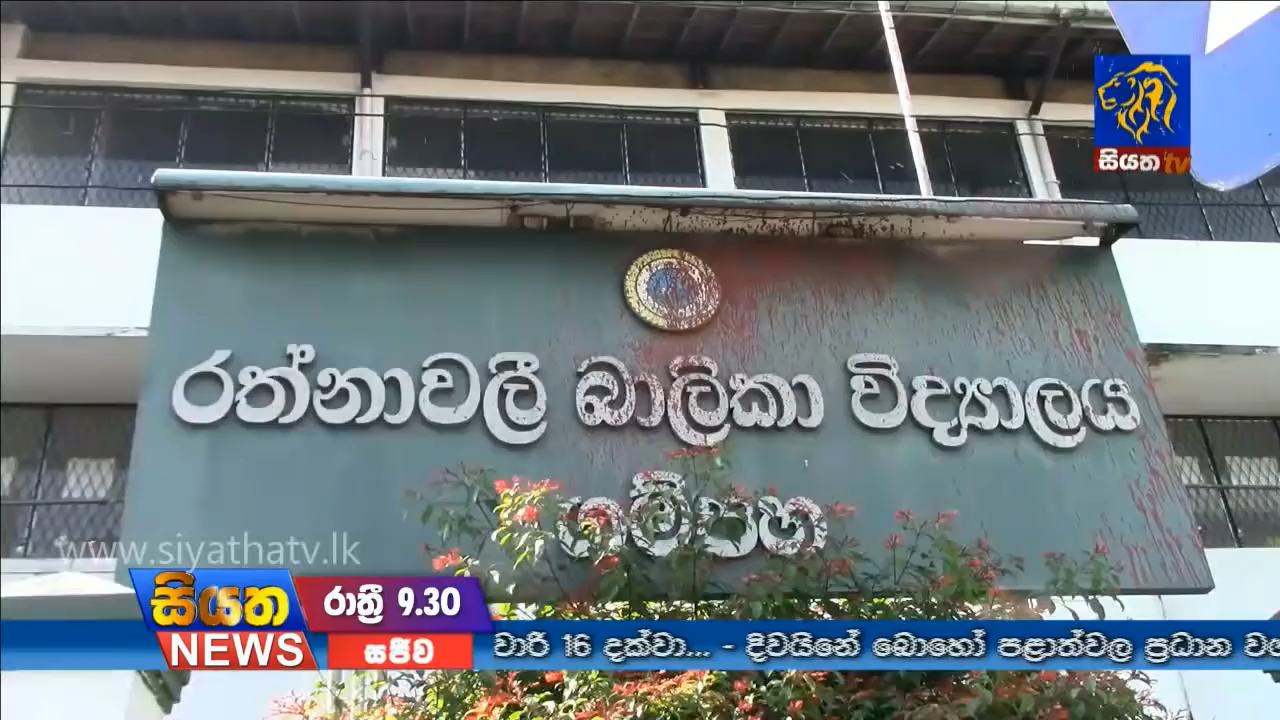 සියත tv
රත්නාවලී බාලිකා විද්‍යාලය
ගම්පහ
www.siyathatv.lk
සියත රාත්‍රී 9.30
NEWS සජීව
වාරි 16 දක්වා... - දිවයිනේ බොහෝ පළාත්වල ප්‍රධාන